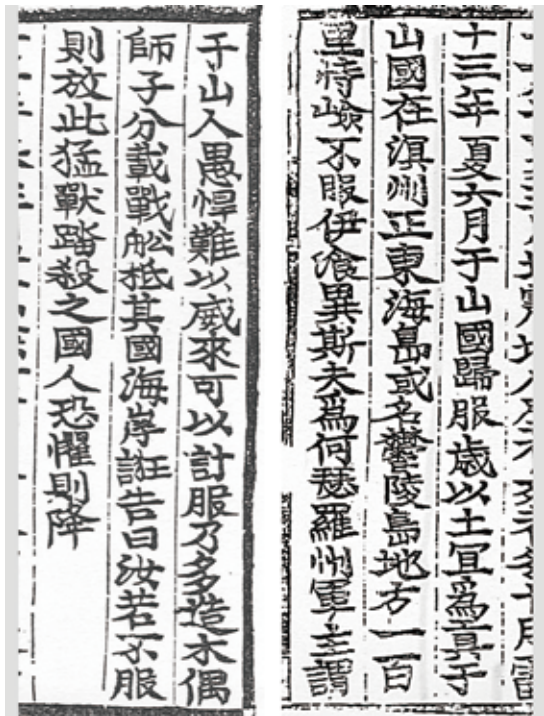 十三年夏六月于山國歸服歳以土宜爲貢于
山國在溟州正東海島或名鬱陵島地方一百
里恃嶮不服伊飡異斯夫爲何瑟羅州軍主謂
于山人愚悍難以威來可以計服乃多造木偶
師子分載戰舩抵其國海岸誑告曰汝若不服
則放此猛獸踏殺之國人恐懼則降